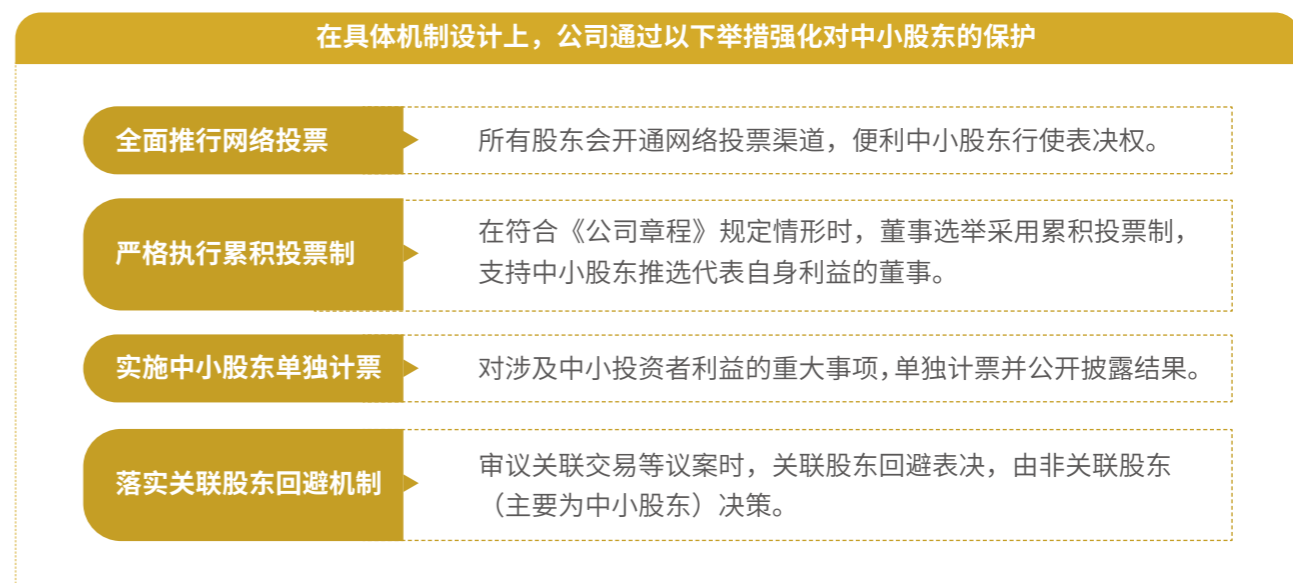 在具体机制设计上，公司通过以下举措强化对中小股东的保护
全面推行网络投票
所有股东会开通网络投票渠道，便利中小股东行使表决权。
严格执行累积投票制
在符合《公司章程》规定情形时，董事选举采用累积投票制，
支持中小股东推选代表自身利益的董事。
实施中小股东单独计票
对涉及中小投资者利益的重大事项，单独计票并公开披露结果。
落实关联股东回避机制
审议关联交易等议案时，关联股东回避表决，由非关联股东
（主要为中小股东）决策。